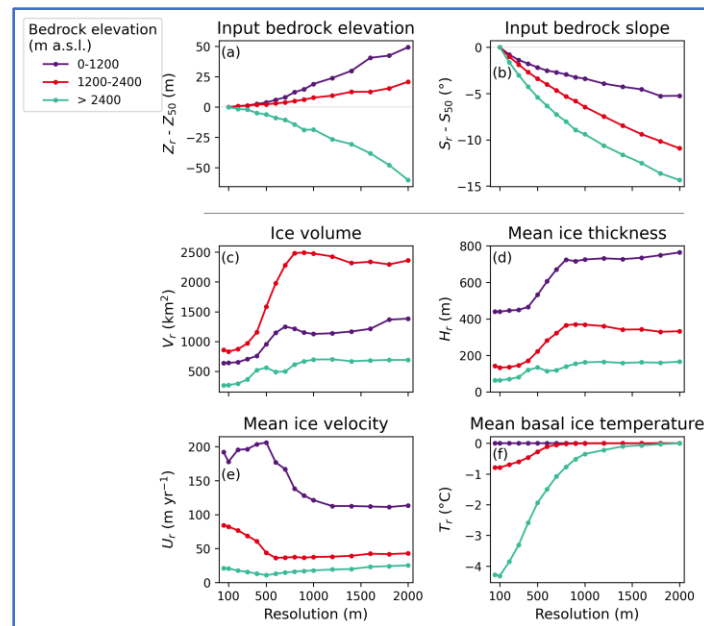 Bedrock elevation
(m a.s.l.)
0-1200
1200-2400
> 2400
Input bedrock elevation
(a)
50
25
0
−25
−50
Z_r - Z_50 (m)
Input bedrock slope
(b)
0
−5
−10
−15
S_r - S_50 (°)
Ice volume
(c)
2500
2000
1500
1000
500
V_r (km²)
Mean ice thickness
(d)
800
600
400
200
0
H_r (m)
Mean ice velocity
(e)
200
150
100
50
0
U_r (m yr⁻¹)
100
500
1000
1500
2000
Resolution (m)
Mean basal ice temperature
(f)
0
−1
−2
−3
−4
T_r (°C)
100
500
1000
1500
2000
Resolution (m)